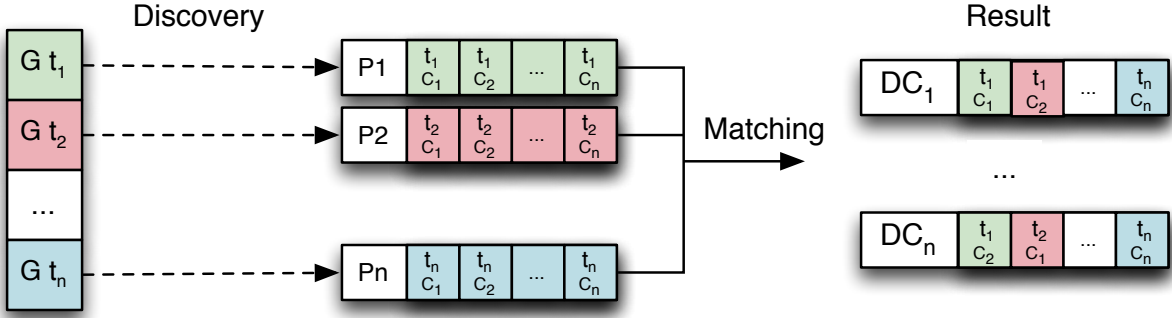 Discovery
Result
G t1
P1 t1 C1 t1 C2 ... t1 Cn
G t2
P2 t2 C1 t2 C2 ... t2 Cn
...
G tn
Pn tn C1 tn C2 ... tn Cn
Matching
DC1 t1 C1 t1 C2 ... tn Cn
...
DCn t1 C2 t2 C1 ... tn Cn